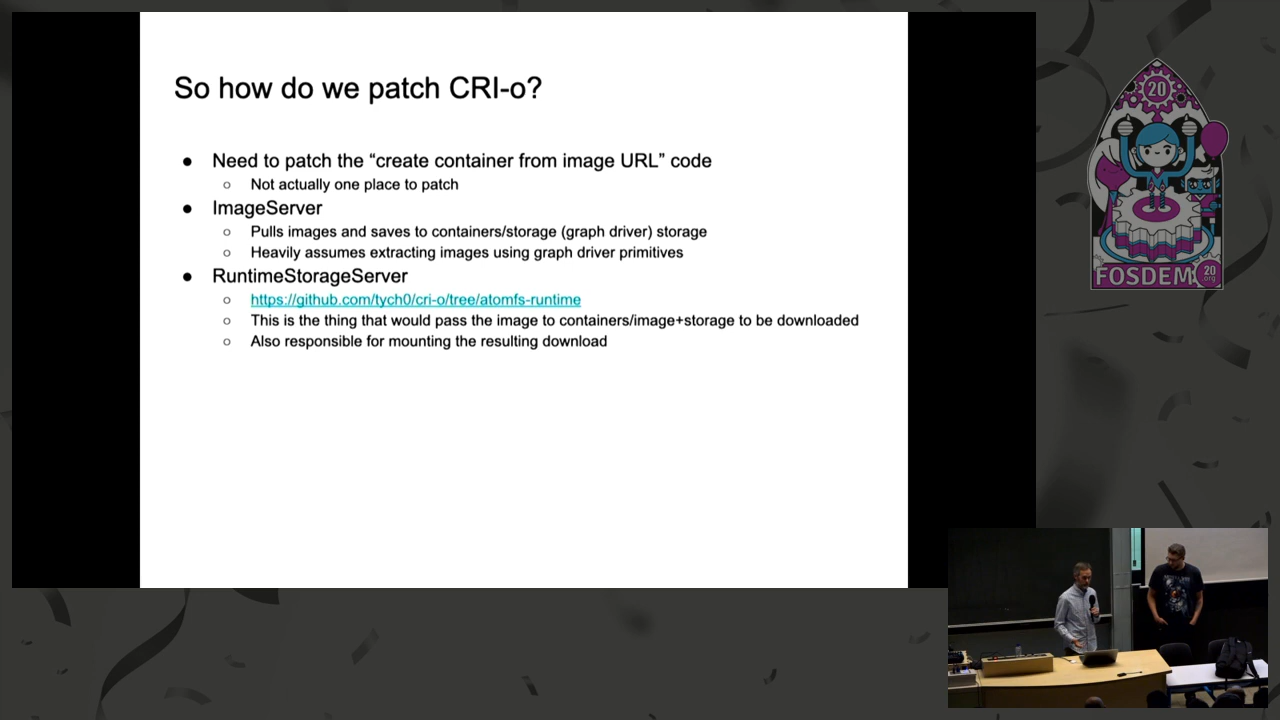 So how do we patch CRI-o?
● Need to patch the “create container from image URL” code
○ Not actually one place to patch
● ImageServer
○ Pulls images and saves to containers/storage (graph driver) storage
○ Heavily assumes extracting images using graph driver primitives
● RuntimeStorageServer
○ https://github.com/tych0/cri-o/tree/atomfs-runtime
○ This is the thing that would pass the image to containers/image+storage to be downloaded
○ Also responsible for mounting the resulting download
20
FOSDEM 20
.org